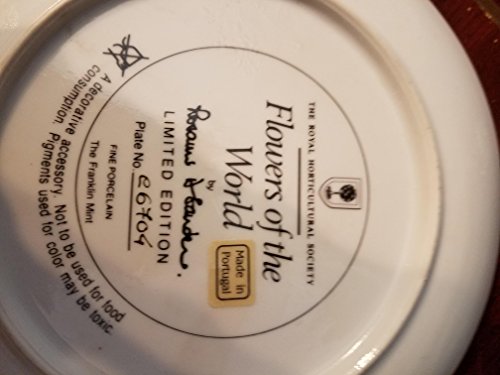 THE ROYAL HORTICULTURAL SOCIETY
Flowers of the
World
by
LIMITED EDITION
Plate No. C6704
FINE PORCELAIN
The Franklin Mint
Made in
Portugal
A decorative accessory. Not to be used for food
consumption. Pigments used for color may be toxic.